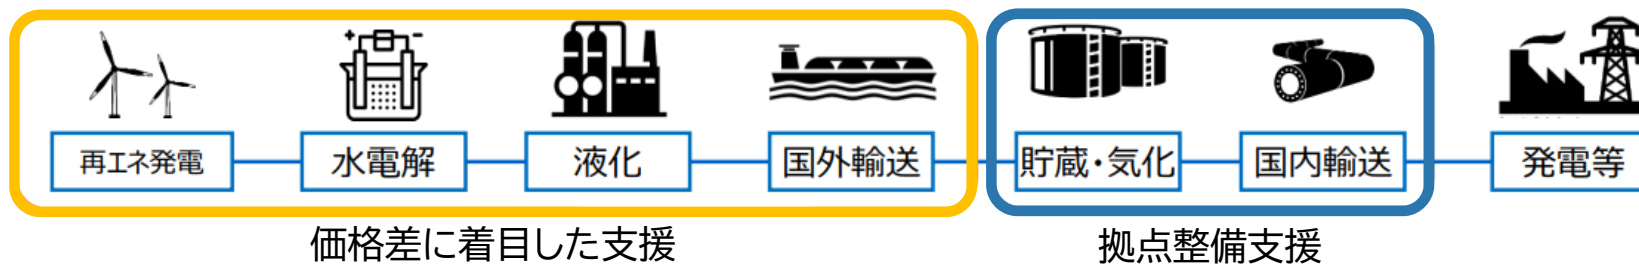 再エネ発電
水電解
液化
国外輸送
貯蔵・気化
国内輸送
発電等
価格差に着目した支援
拠点整備支援